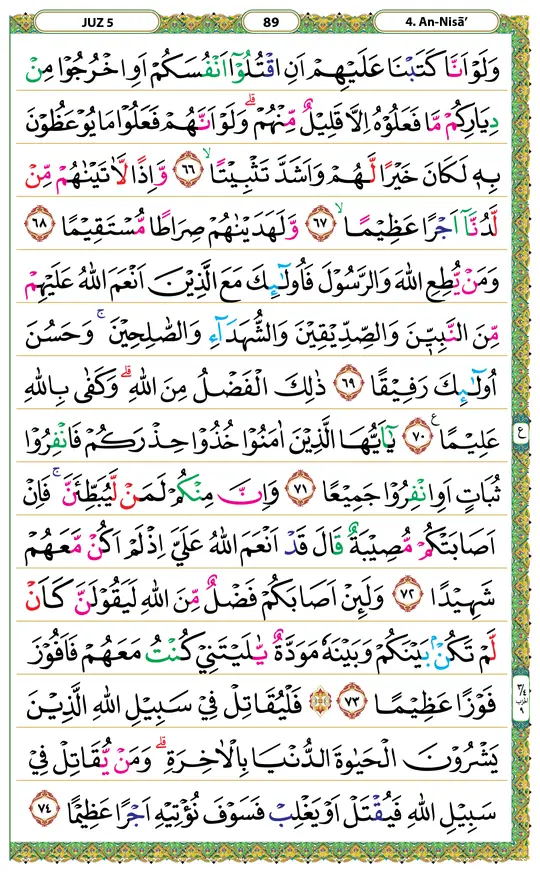 JUZ 5 89 4. An-Nisā’
وَلَوْ اَنَّا كَتَبْنَا عَلَيْهِمْ اَنِ اقْتُلُوْٓا اَنْفُسَكُمْ اَوِ اخْرُجُوْا مِنْ
دِيَارِكُمْ مَّا فَعَلُوْهُ اِلَّا قَلِيْلٌ مِّنْهُمْ ۗ وَلَوْ اَنَّهُمْ فَعَلُوْا مَا يُوْعَظُوْنَ
بِهٖ لَكَانَ خَيْرًا لَّهُمْ وَاَشَدَّ تَثْبِيْتًا ۙ ٦٦ وَّاِذًا لَّاٰتَيْنٰهُمْ مِّنْ
لَّدُنَّآ اَجْرًا عَظِيْمًا ۙ ٦٧ وَّلَهَدَيْنٰهُمْ صِرَاطًا مُّسْتَقِيْمًا ٦٨
وَمَنْ يُّطِعِ اللّٰهَ وَالرَّسُوْلَ فَاُولٰۤىِٕكَ مَعَ الَّذِيْنَ اَنْعَمَ اللّٰهُ عَلَيْهِمْ
مِّنَ النَّبِيّٖنَ وَالصِّدِّيْقِيْنَ وَالشُّهَدَاۤءِ وَالصّٰلِحِيْنَ ۚ وَحَسُنَ
اُولٰۤىِٕكَ رَفِيْقًا ٦٩ ذٰلِكَ الْفَضْلُ مِنَ اللّٰهِ ۗ وَكَفٰى بِاللّٰهِ
عَلِيْمًا ࣖ ٧٠ يٰٓاَيُّهَا الَّذِيْنَ اٰمَنُوْا خُذُوْا حِذْرَكُمْ فَانْفِرُوْا
ع
ثُبَاتٍ اَوِ انْفِرُوْا جَمِيْعًا ٧١ وَاِنَّ مِنْكُمْ لَمَنْ لَّيُبَطِّئَنَّ ۚ فَاِنْ
اَصَابَتْكُمْ مُّصِيْبَةٌ قَالَ قَدْ اَنْعَمَ اللّٰهُ عَلَيَّ اِذْ لَمْ اَكُنْ مَّعَهُمْ
شَهِيْدًا ٧٢ وَلَىِٕنْ اَصَابَكُمْ فَضْلٌ مِّنَ اللّٰهِ لَيَقُوْلَنَّ كَاَنْ
لَّمْ تَكُنْۢ بَيْنَكُمْ وَبَيْنَهٗ مَوَدَّةٌ يّٰلَيْتَنِيْ كُنْتُ مَعَهُمْ فَاَفُوْزَ
فَوْزًا عَظِيْمًا ٧٣ ۞ فَلْيُقَاتِلْ فِيْ سَبِيْلِ اللّٰهِ الَّذِيْنَ
٣/٤
الحزب
٩
يَشْرُوْنَ الْحَيٰوةَ الدُّنْيَا بِالْاٰخِرَةِ ۗ وَمَنْ يُّقَاتِلْ فِيْ
سَبِيْلِ اللّٰهِ فَيُقْتَلْ اَوْ يَغْلِبْ فَسَوْفَ نُؤْتِيْهِ اَجْرًا عَظِيْمًا ٧٤